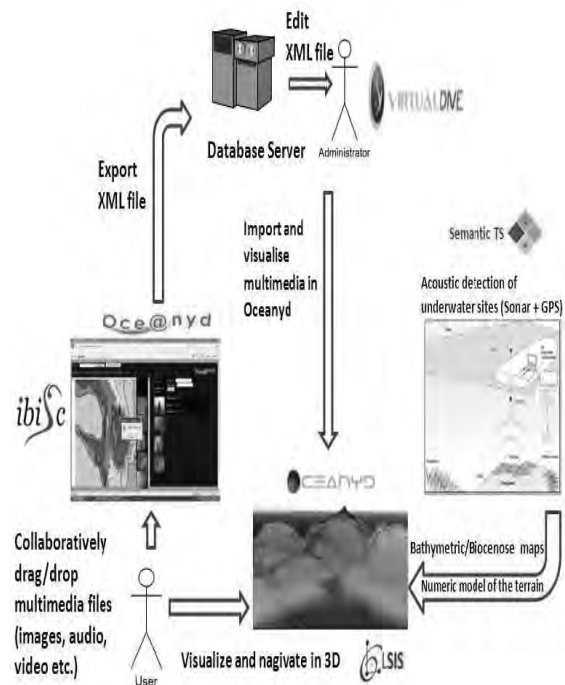 Edit
XML file
VIRTUALDIVE
Database Server
Administrator
Export
XML file
Import and
visualise
multimedia in
Oceanyd
Semantic TS
Acoustic detection of
underwater sites (Sonar + GPS)
Oce@nyd
ibiSc
OCEANYD
Collaboratively
drag/drop
multimedia files
(images, audio,
video etc.)
User
Bathymetric/Biocenose maps
Numeric model of the terrain
Visualize and nagivate in 3D
LSIS